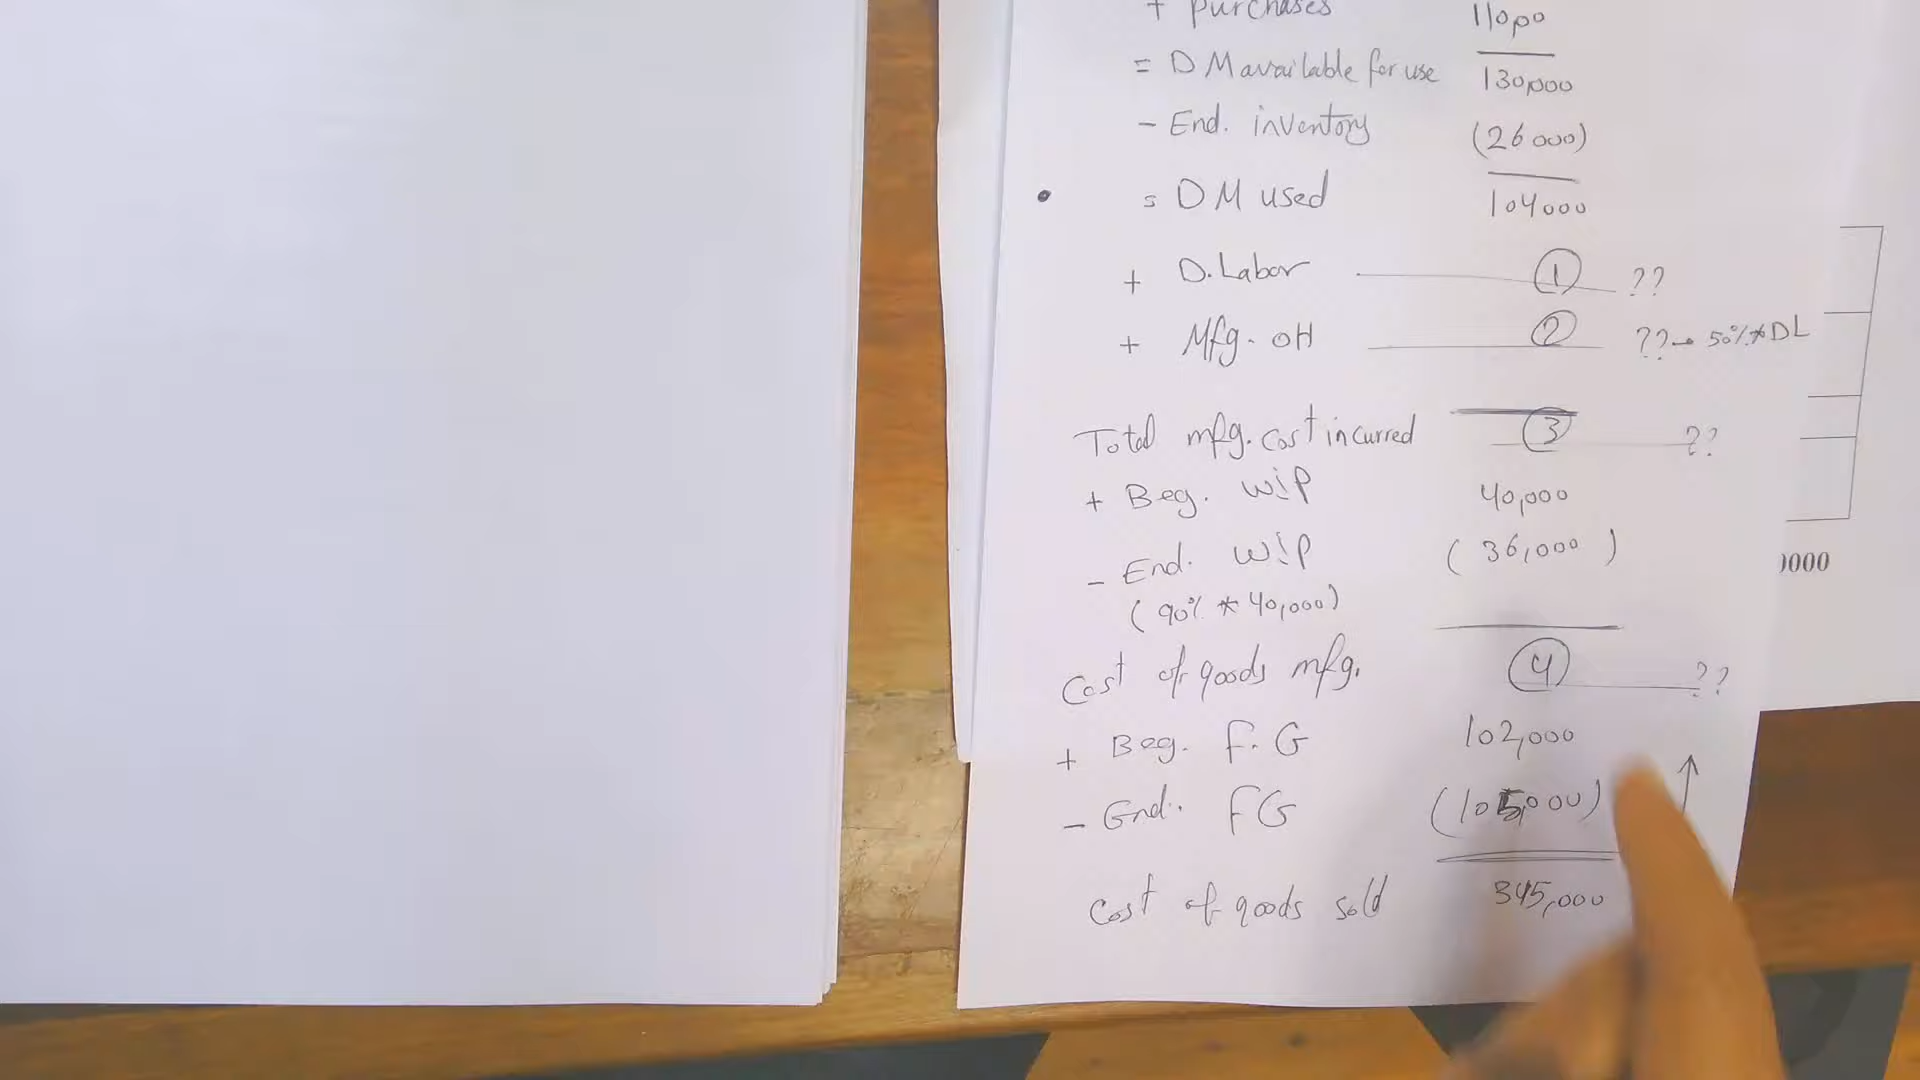 + Purchases 110,000
= DM available for use 130,000
- End. inventory (26000)
= DM used 104000
+ D.Labor ① ??
+ Mfg. OH ② ?? → 50% * DL
Total mfg. cost incurred ③ ??
+ Beg. WIP 40,000
- End. WIP (36,000)
(90% * 40,000)
Cost of goods mfg. ④ ??
+ Beg. F.G 102,000
- End. FG (105,000)
Cost of goods sold 345,000
0000